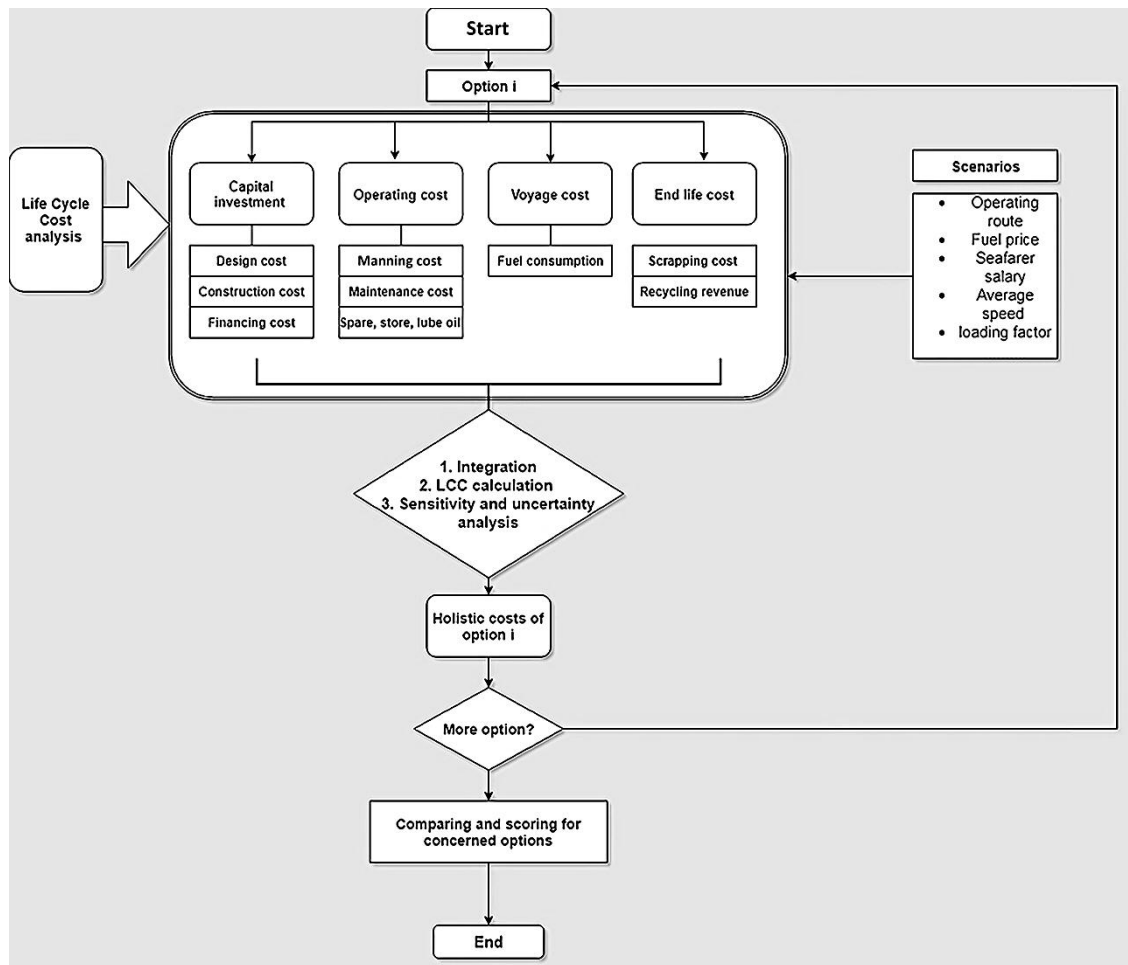 Start
Option i
Life Cycle
Cost
analysis
Capital
investment
Operating cost
Voyage cost
End life cost
Design cost
Construction cost
Financing cost
Manning cost
Maintenance cost
Spare, store, lube oil
Fuel consumption
Scrapping cost
Recycling revenue
Scenarios
• Operating
route
• Fuel price
• Seafarer
salary
• Average
speed
• loading factor
1. Integration
2. LCC calculation
3. Sensitivity and uncertainty
analysis
Holistic costs of
option i
More option?
Comparing and scoring for
concerned options
End